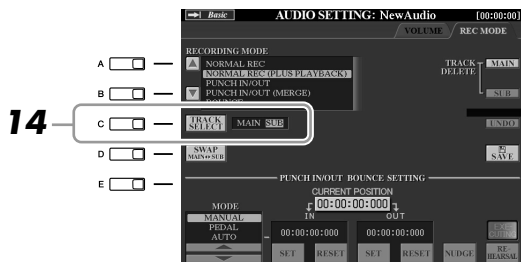 Basic
AUDIO SETTING: NewAudio
[00:00:00]
VOLUME
REC MODE
RECORDING MODE
A
NORMAL REC
NORMAL REC (PLUS PLAYBACK)
PUNCH IN/OUT
PUNCH IN/OUT (MERGE)
BOUNCE
TRACK DELETE
MAIN
B
SUB
14
C
TRACK SELECT
MAIN SUB
UNDO
D
SWAP
MAIN↔SUB
SAVE
E
PUNCH IN/OUT BOUNCE SETTING
CURRENT POSITION
00:00:00:000
IN
OUT
MODE
MANUAL
PEDAL
AUTO
00:00:00:000
00:00:00:000
SET
RESET
SET
RESET
NUDGE
RE-HEARSAL